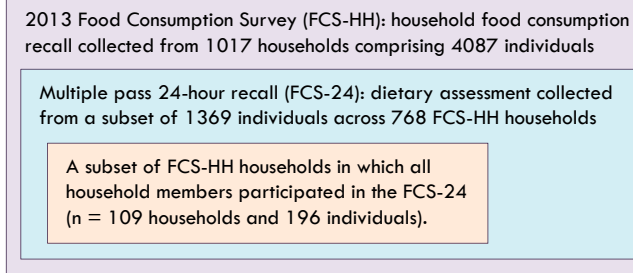 2013 Food Consumption Survey (FCS-HH): household food consumption
recall collected from 1017 households comprising 4087 individuals
Multiple pass 24-hour recall (FCS-24): dietary assessment collected
from a subset of 1369 individuals across 768 FCS-HH households
A subset of FCS-HH households in which all
household members participated in the FCS-24
(n = 109 households and 196 individuals).